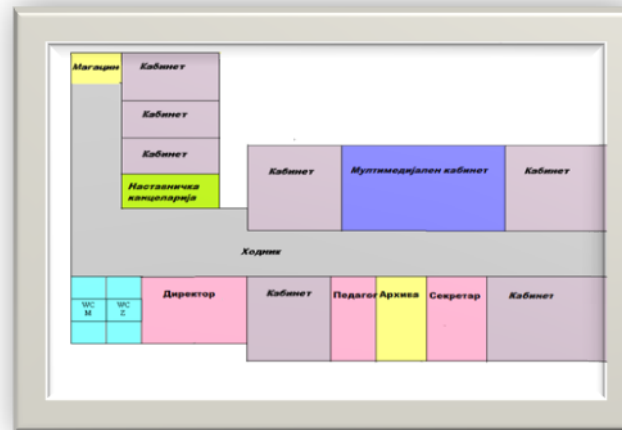 Магацин
Кабинет
Кабинет
Кабинет
Наставничка
канцеларија
Кабинет
Мултимедијален кабинет
Кабинет
Ходник
WC
M
WC
Z
Директор
Кабинет
Педагог
Архива
Секретар
Кабинет